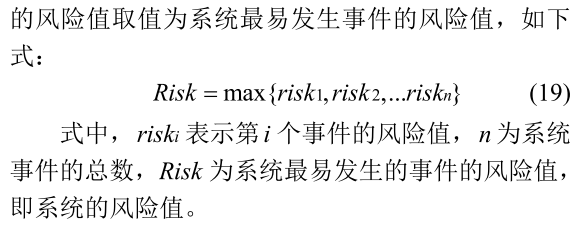 的风险值取值为系统最易发生事件的风险值，如下
式：
Risk = max{risk1,risk2,...riskn} (19)
式中，riski 表示第 i 个事件的风险值，n 为系统
事件的总数，Risk 为系统最易发生的事件的风险值，
即系统的风险值。